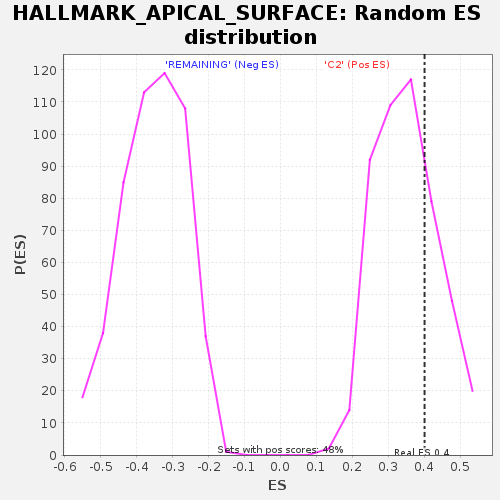 HALLMARK_APICAL_SURFACE: Random ES
distribution
'REMAINING' (Neg ES)
'C2' (Pos ES)
120
110
100
90
80
70
60
50
40
30
20
10
0
P(ES)
Sets with pos scores: 48%
Real ES 0.4
-0.6 -0.5 -0.4 -0.3 -0.2 -0.1 0.0 0.1 0.2 0.3 0.4 0.5
ES